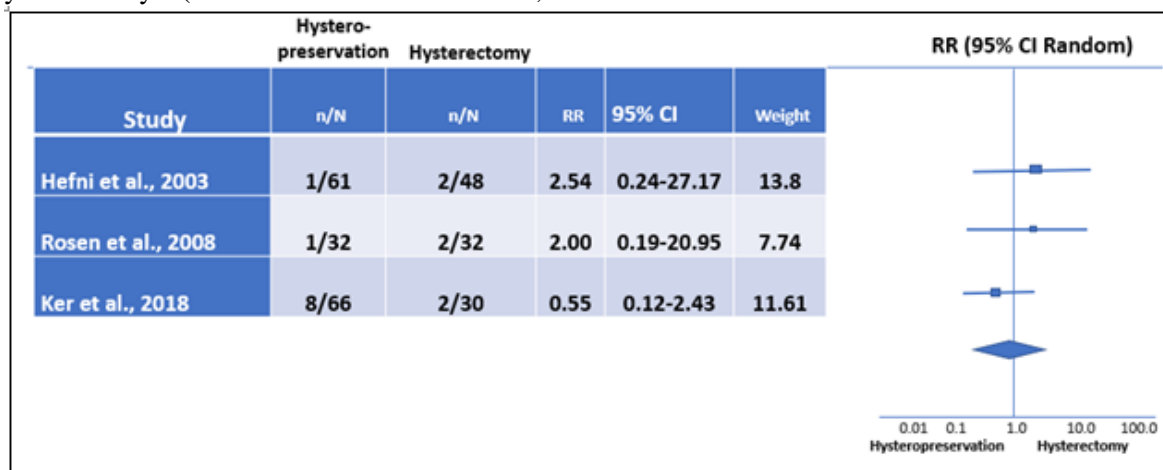 Hystero-
preservation Hysterectomy
RR (95% CI Random)
Study n/N n/N RR 95% CI Weight
Hefni et al., 2003 1/61 2/48 2.54 0.24-27.17 13.8
Rosen et al., 2008 1/32 2/32 2.00 0.19-20.95 7.74
Ker et al., 2018 8/66 2/30 0.55 0.12-2.43 11.61
0.01 0.1 1.0 10.0 100.0
Hysteropreservation Hysterectomy